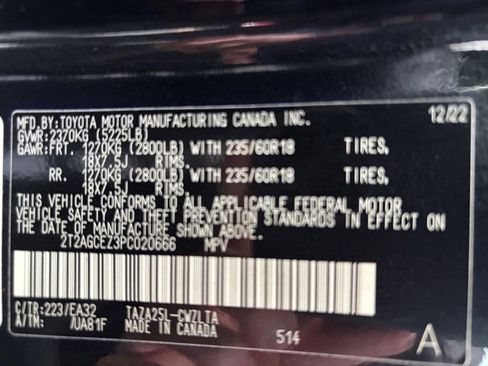 MFD.BY:TOYOTA MOTOR MANUFACTURING CANADA INC. 12/22
GVWR:2370KG (5225LB)
GAWR:FRT. 1270KG (2800LB) WITH 235/60R18 TIRES,
18X7.5J RIMS.
RR. 1270KG (2800LB) WITH 235/60R18 TIRES,
18X7.5J RIMS.
THIS VEHICLE CONFORMS TO ALL APPLICABLE FEDERAL MOTOR
VEHICLE SAFETY AND THEFT PREVENTION STANDARDS IN EFFECT ON
THE DATE OF MANUFACTURE SHOWN ABOVE.
2T2AGCEZ3PC020666 MPV
C/TR:223/EA32 TAZA25L-CWZLTA
A/TM: /UA81F MADE IN CANADA 514 A